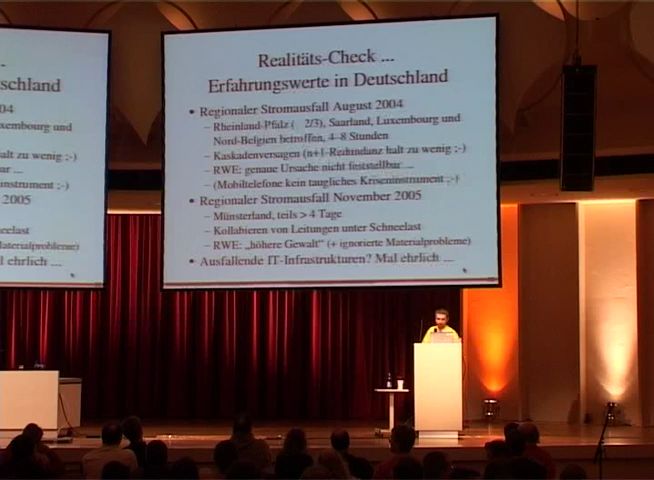 Realitäts-Check ...
Erfahrungswerte in Deutschland
• Regionaler Stromausfall August 2004
– Rheinland-Pfalz ( 2/3), Saarland, Luxembourg und
Nord-Belgien betroffen, 4–8 Stunden
– Kaskadenversagen (n+1-Redundanz halt zu wenig ;-)
– RWE: genaue Ursache nicht feststellbar ...
– (Mobiltelefone kein taugliches Kriseninstrument ;-)
• Regionaler Stromausfall November 2005
– Münsterland, teils > 4 Tage
– Kollabieren von Leitungen unter Schneelast
– RWE: „höhere Gewalt“ (+ ignorierte Materialprobleme)
• Ausfallende IT-Infrastrukturen? Mal ehrlich ...
..
schland
04
xembourg und
alt zu wenig ;-)
ar ...
instrument ;-)
2005
eelast
aterialprobleme)
l ehrlich ...